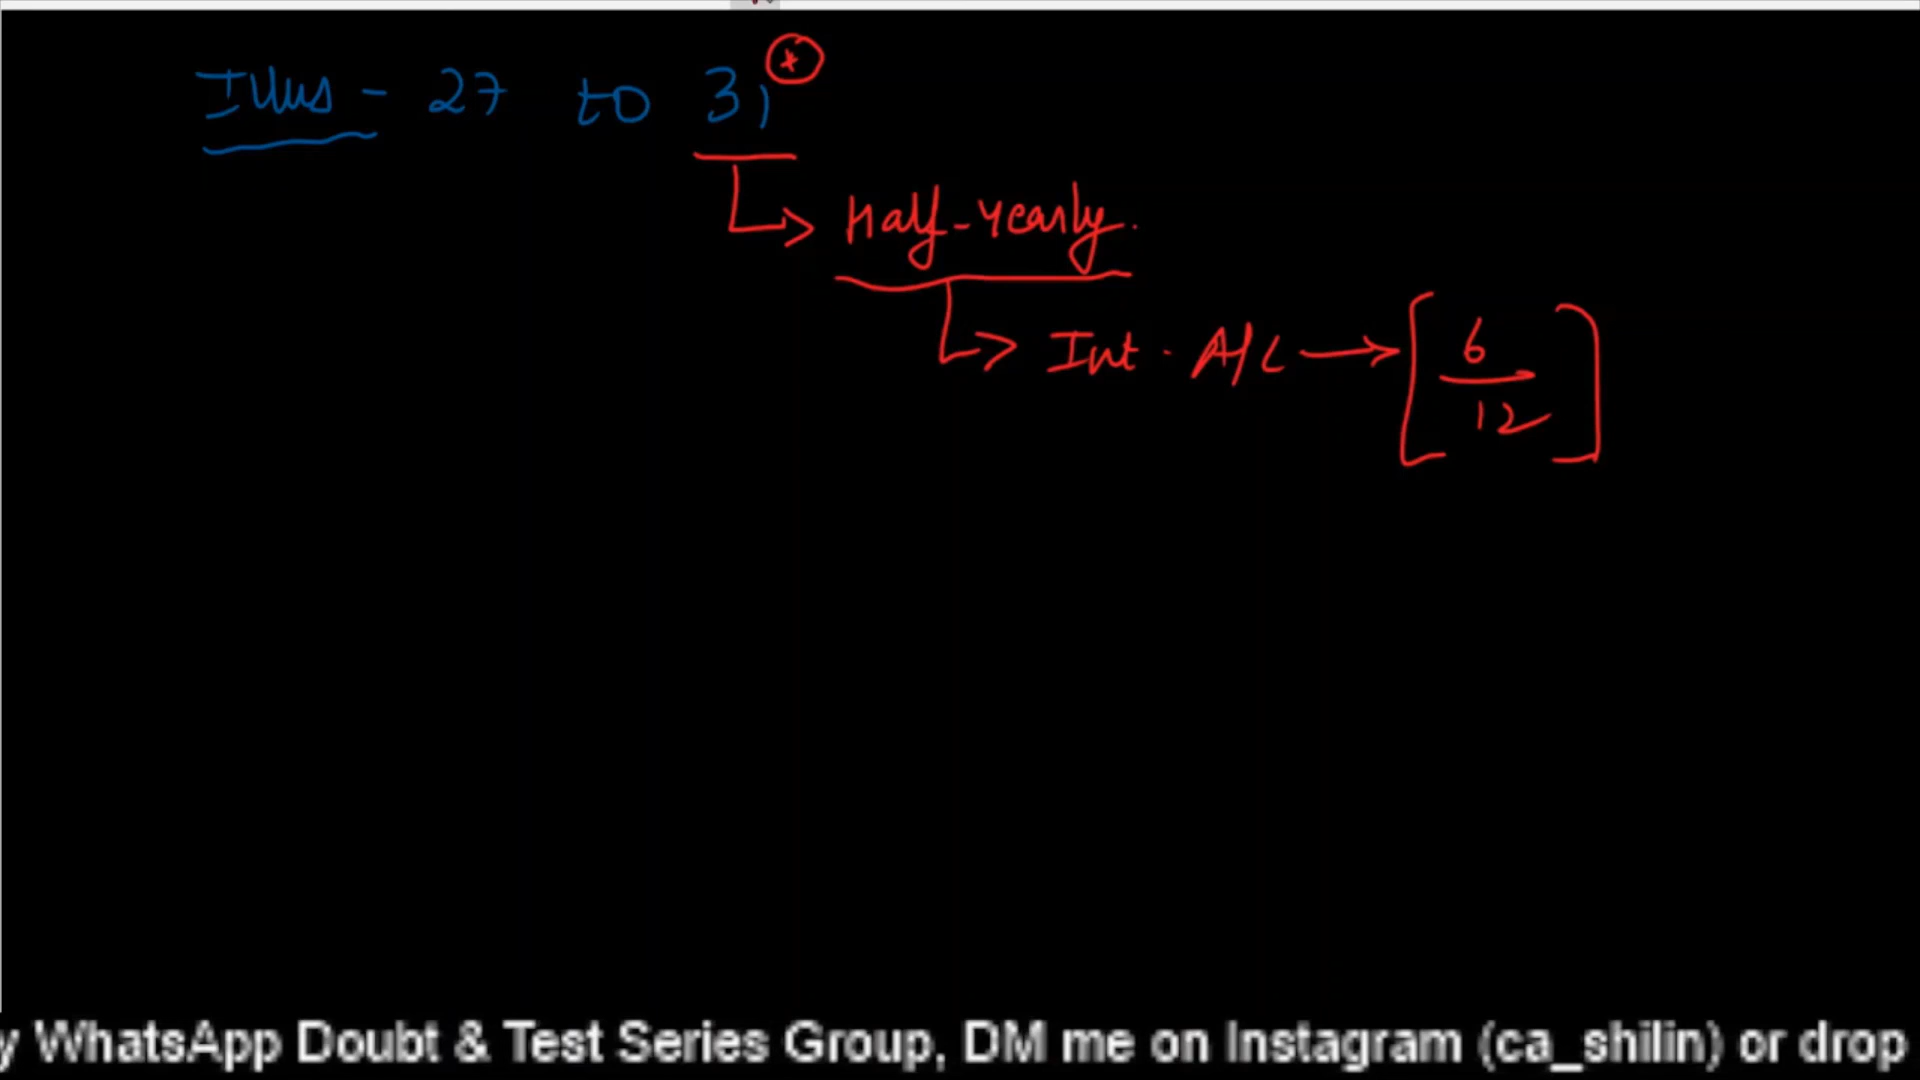 Illus - 27 to 31 *
Half-Yearly.
Int. A/c → [ 6
12 ]
y WhatsApp Doubt & Test Series Group, DM me on Instagram (ca_shilin) or drop